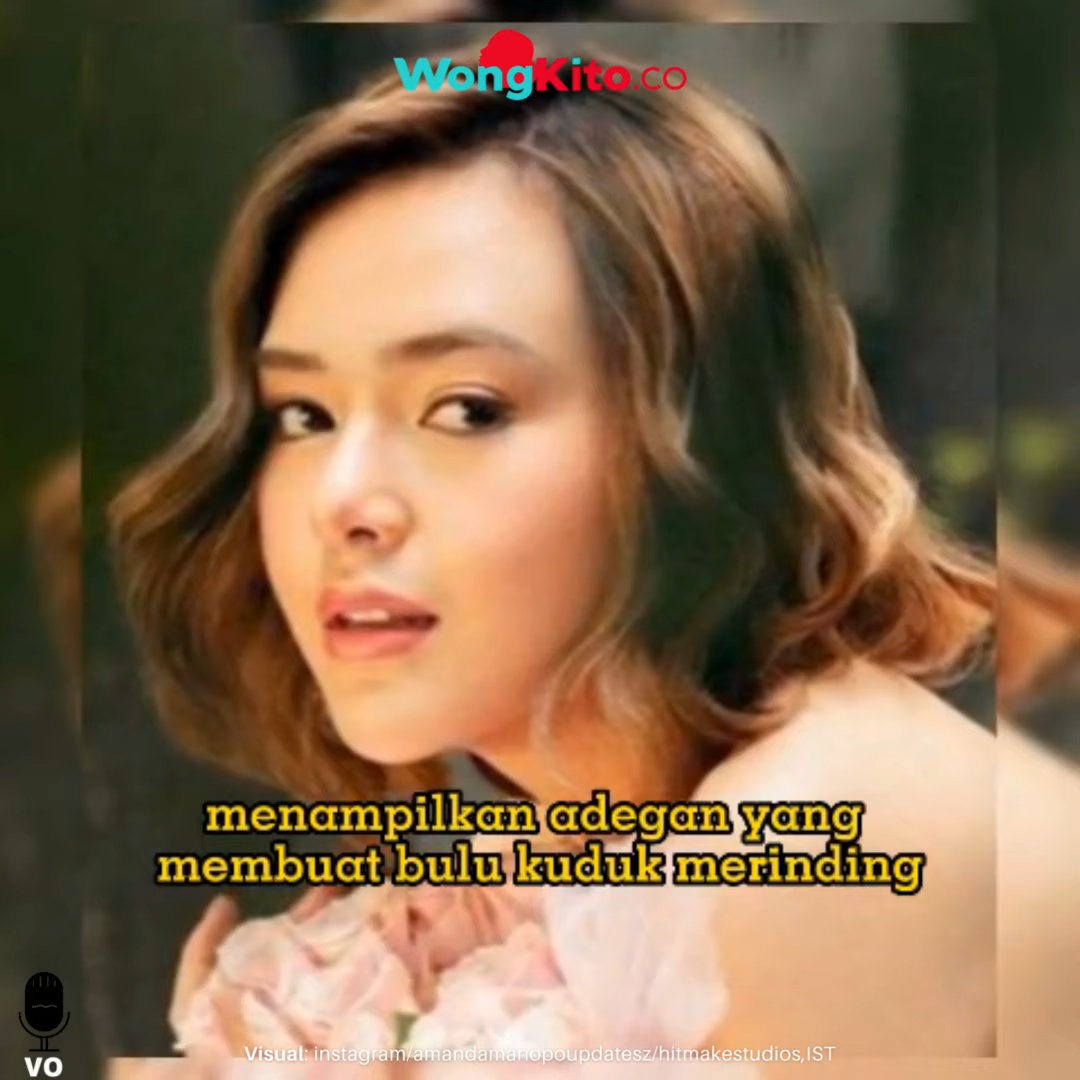 WongKito.co
menampilkan adegan yang
membuat bulu kuduk merinding
Visual: instagram/amandamanopoupdatesz/hitmakestudios,IST
VO